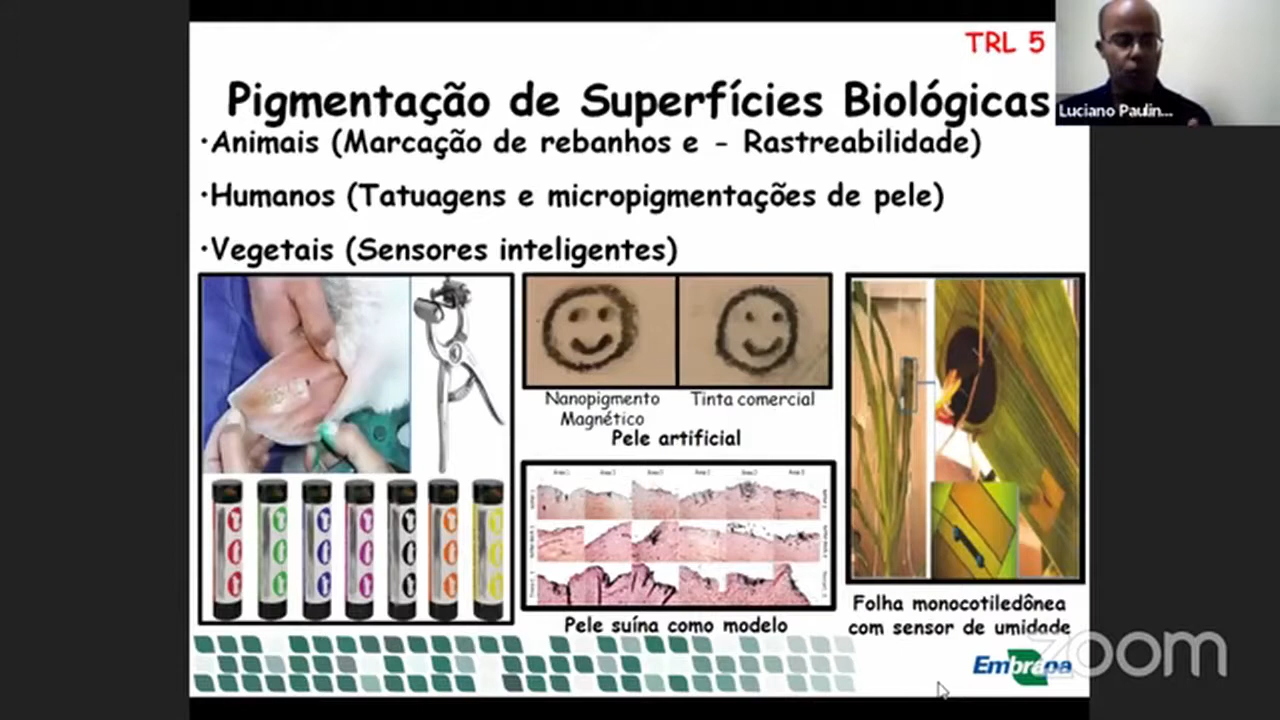 TRL 5
Pigmentação de Superfícies Biológicas
Luciano Paulin...
·Animais (Marcação de rebanhos e - Rastreabilidade)
·Humanos (Tatuagens e micropigmentações de pele)
·Vegetais (Sensores inteligentes)
Nanopigmento
Magnético
Tinta comercial
Pele artificial
Pele suína como modelo
Folha monocotiledônea
com sensor de umidade
Embrapa
zoom